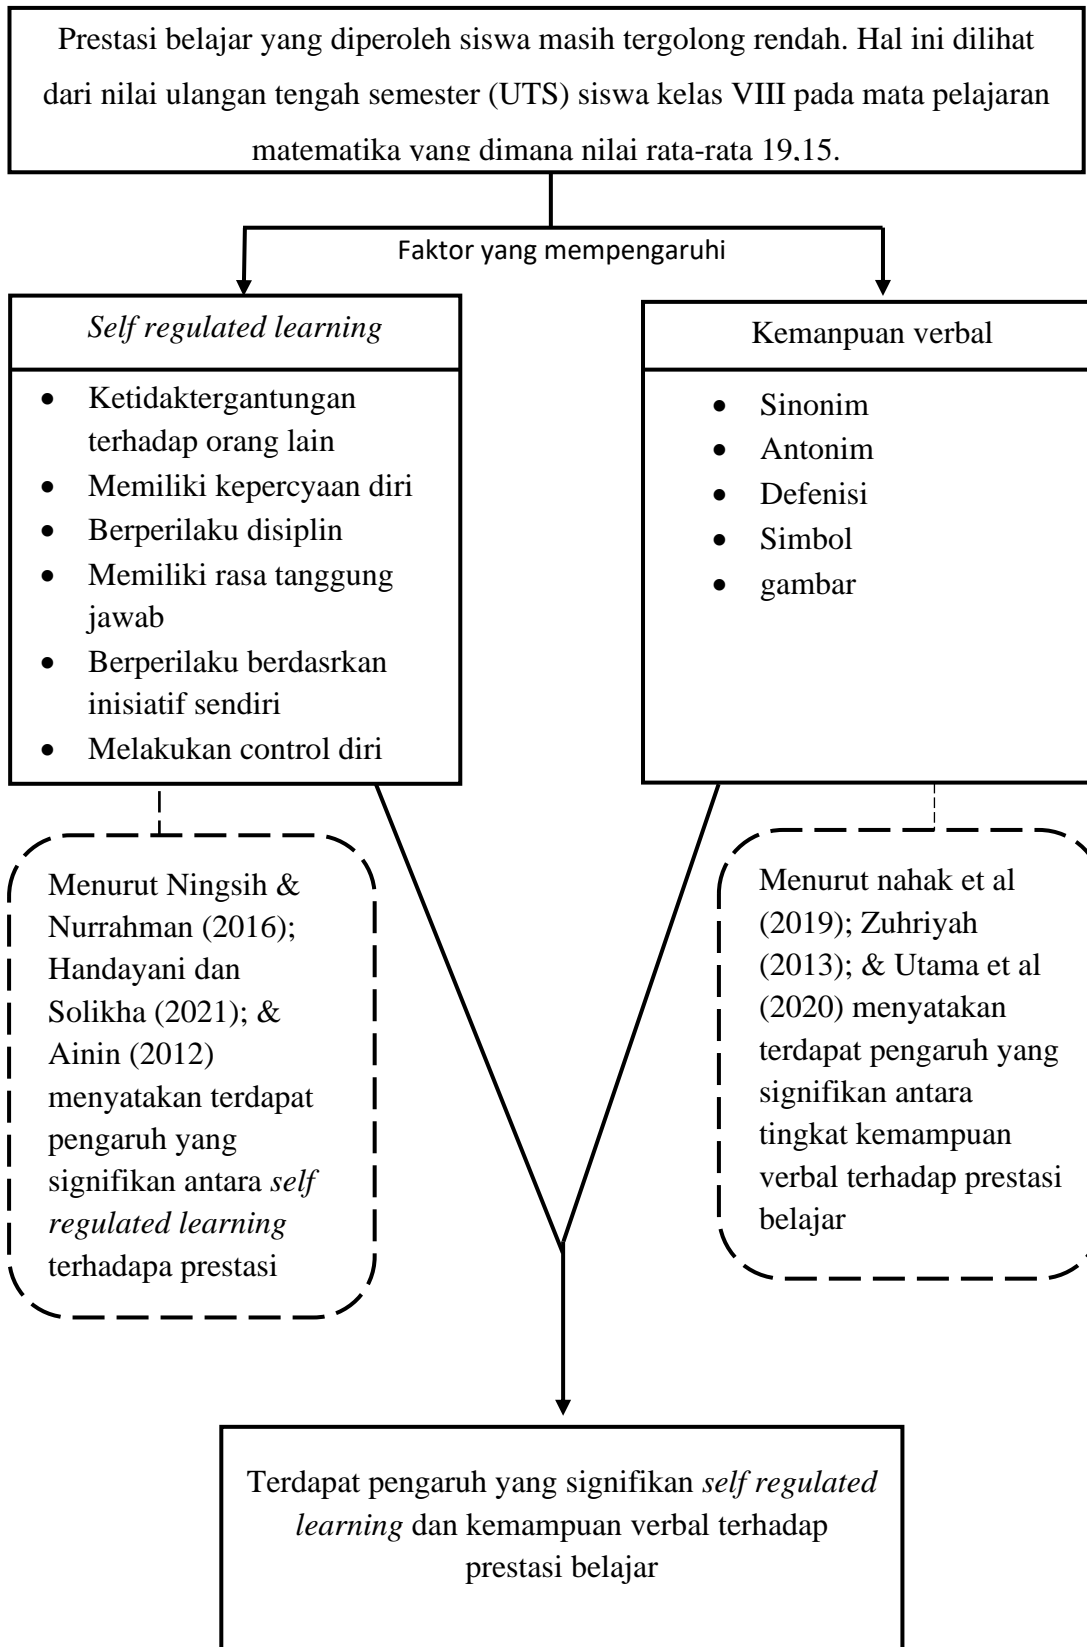 Prestasi belajar yang diperoleh siswa masih tergolong rendah. Hal ini dilihat
dari nilai ulangan tengah semester (UTS) siswa kelas VIII pada mata pelajaran
matematika yang dimana nilai rata-rata 19,15.
Faktor yang mempengaruhi
Self regulated learning
• Ketidaktergantungan
terhadap orang lain
• Memiliki kepercyaan diri
• Berperilaku disiplin
• Memiliki rasa tanggung
jawab
• Berperilaku berdasrkan
inisiatif sendiri
• Melakukan control diri
Kemanpuan verbal
• Sinonim
• Antonim
• Defenisi
• Simbol
• gambar
Menurut Ningsih &
Nurrahman (2016);
Handayani dan
Solikha (2021); &
Ainin (2012)
menyatakan terdapat
pengaruh yang
signifikan antara self
regulated learning
terhadapa prestasi
Menurut nahak et al
(2019); Zuhriyah
(2013); & Utama et al
(2020) menyatakan
terdapat pengaruh yang
signifikan antara
tingkat kemampuan
verbal terhadap prestasi
belajar
Terdapat pengaruh yang signifikan self regulated
learning dan kemampuan verbal terhadap
prestasi belajar